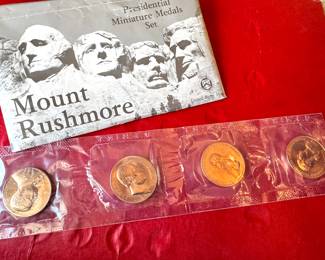 Presidential
Miniature Medals
Set
Mount
Rushmore